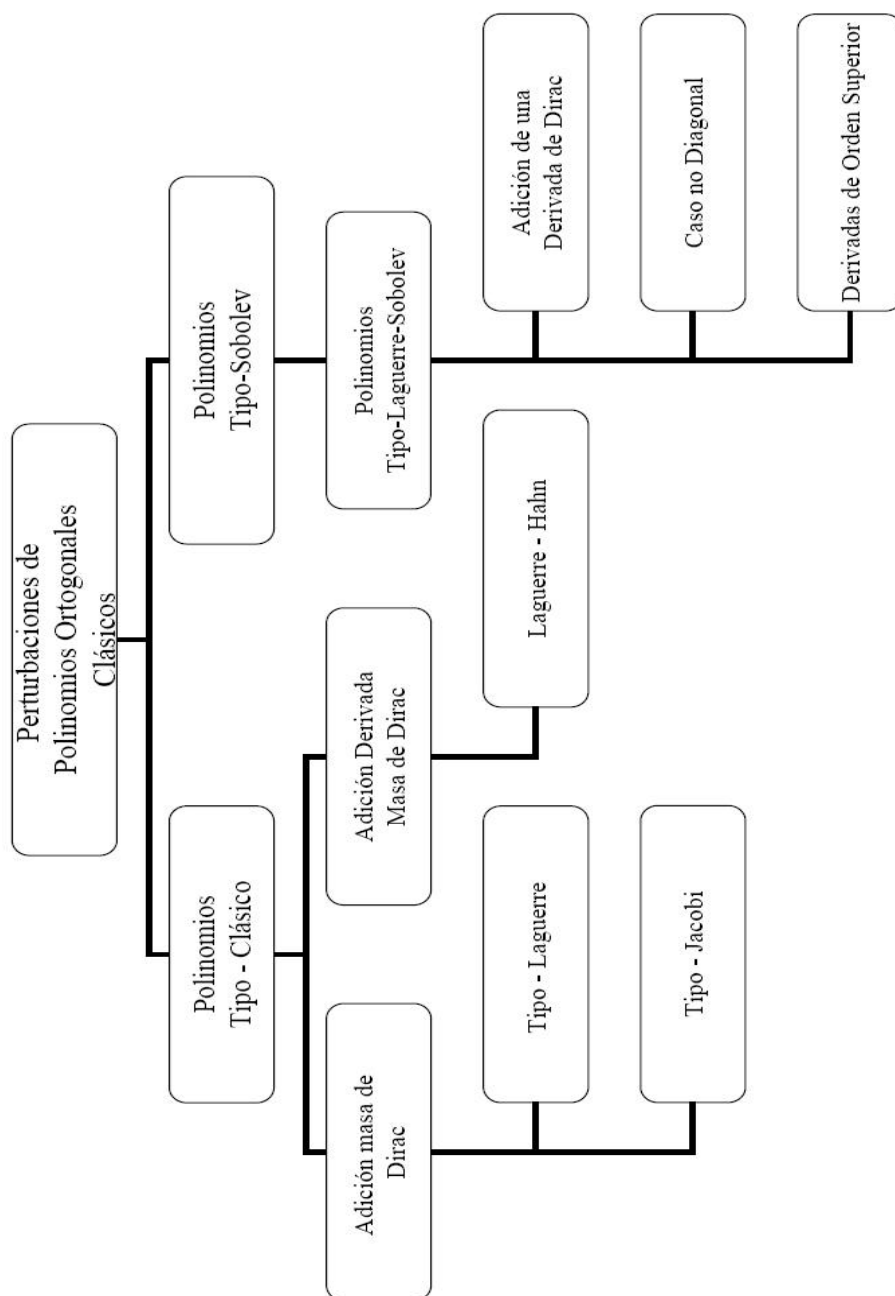 Perturbaciones de
Polinomios Ortogonales
Clásicos
Polinomios
Tipo - Clásico
Polinomios
Tipo-Sobolev
Adición masa de
Dirac
Adición Derivada
Masa de Dirac
Polinomios
Tipo-Laguerre-Sobolev
Tipo - Laguerre
Laguerre - Hahn
Adición de una
Derivada de Dirac
Tipo - Jacobi
Caso no Diagonal
Derivadas de Orden Superior